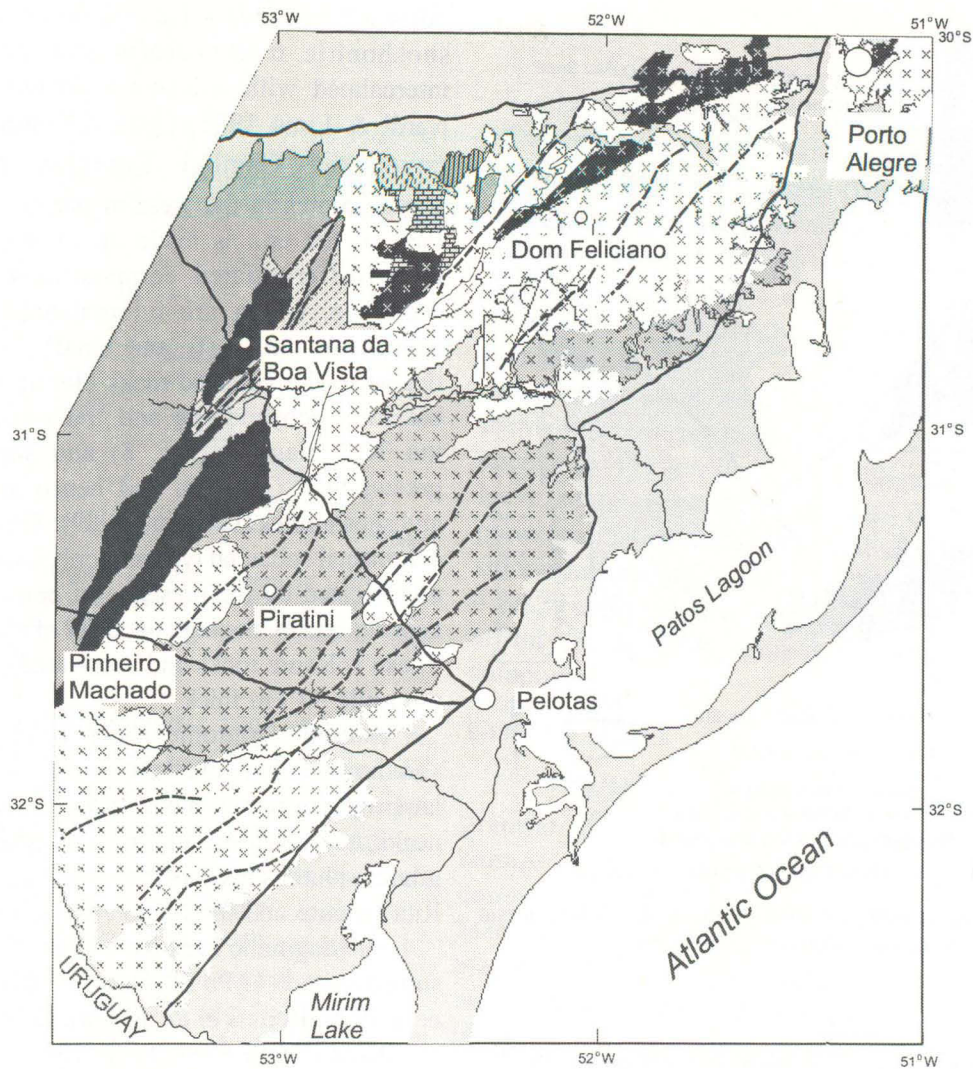 53°W
52°W
51°W
30°S
Porto
Alegre
Dom Feliciano
Santana da
Boa Vista
31°S
31°S
Patos Lagoon
Piratini
Pinheiro
Machado
Pelotas
32°S
32°S
Atlantic Ocean
URUGUAY
Mirim
Lake
53°W
52°W
51°W